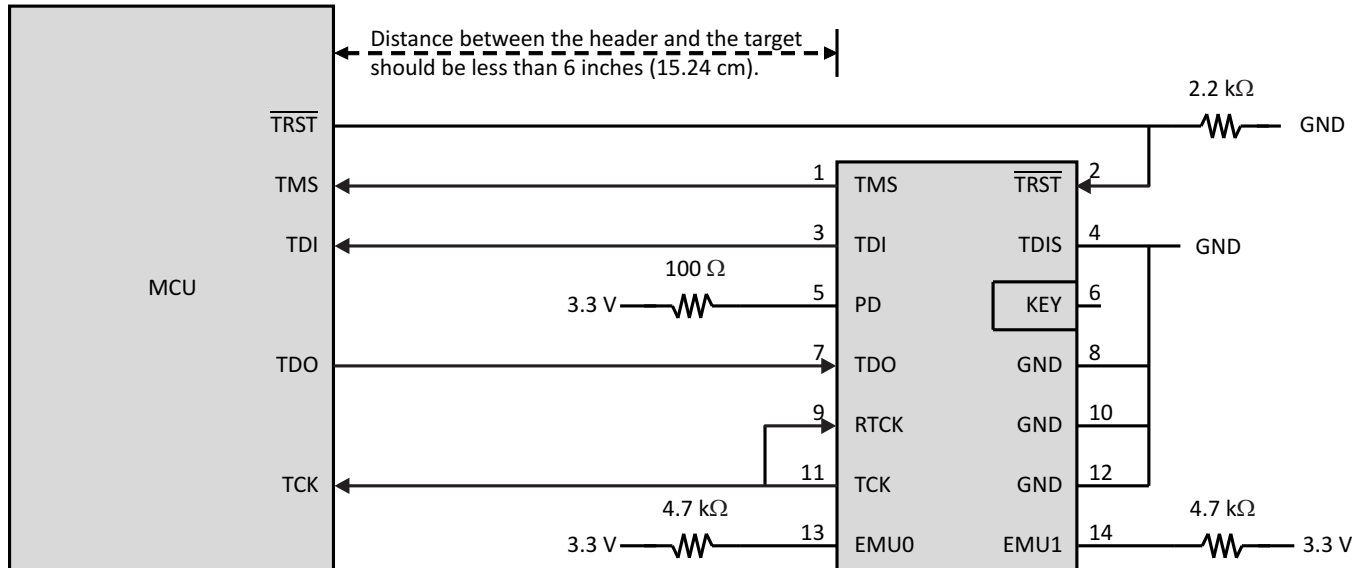 Distance between the header and the target
should be less than 6 inches (15.24 cm).
2.2 kΩ
TRST
GND
TMS
1
TMS
TRST
2
TDI
3
TDI
TDIS
4
GND
MCU
100 Ω
3.3 V
5
PD
KEY
6
TDO
7
TDO
GND
8
9
RTCK
GND
10
TCK
11
TCK
GND
12
4.7 kΩ
4.7 kΩ
3.3 V
13
EMU0
EMU1
14
3.3 V